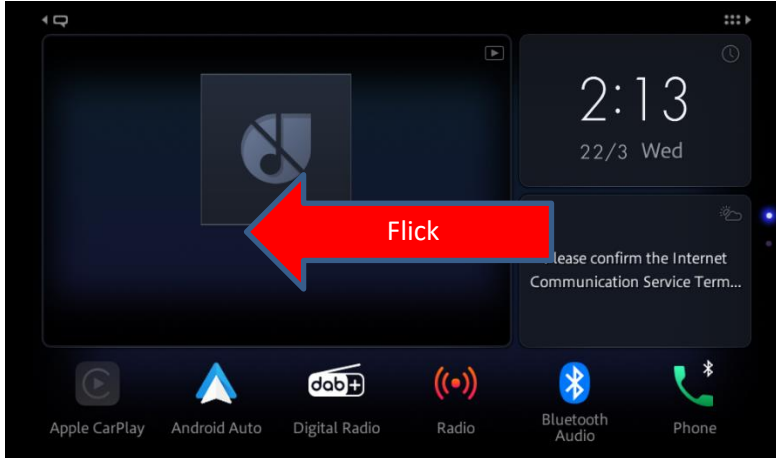 2:13
22/3 Wed
Flick
lease confirm the Internet
Communication Service Term...
dab+
Apple CarPlay
Android Auto
Digital Radio
Radio
Bluetooth
Audio
Phone